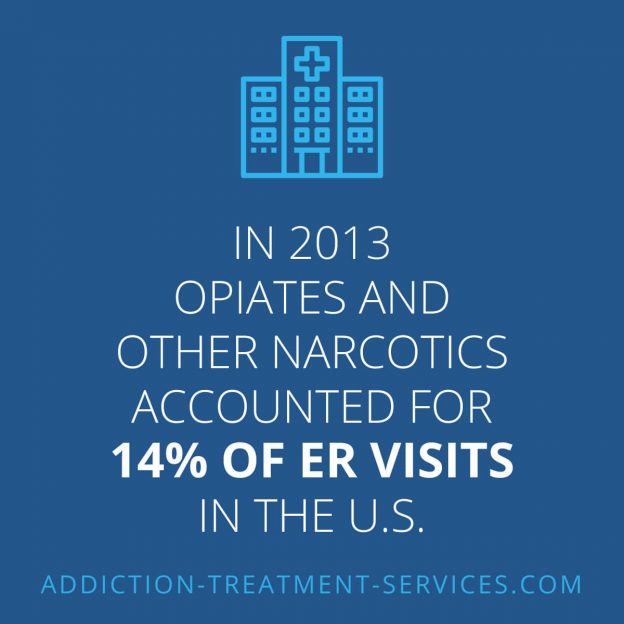 IN 2013
OPIATES AND
OTHER NARCOTICS
ACCOUNTED FOR
14% OF ER VISITS
IN THE U.S.
ADDICTION-TREATMENT-SERVICES.COM